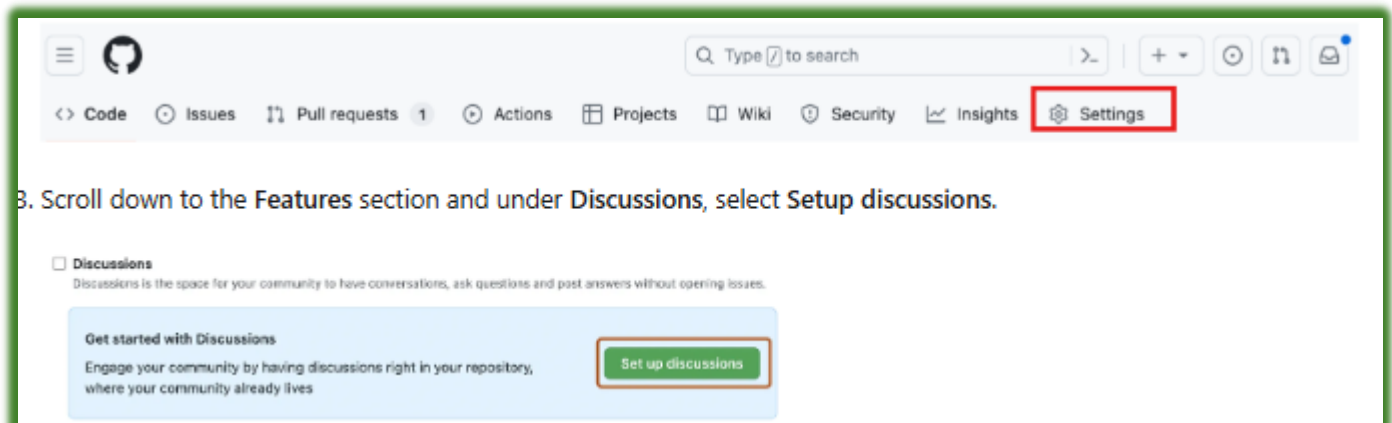 Type / to search
<> Code Issues Pull requests 1 Actions Projects Wiki Security Insights Settings
3. Scroll down to the Features section and under Discussions, select Setup discussions.
Discussions
Discussions is the space for your community to have conversations, ask questions and post answers without opening issues.
Get started with Discussions
Engage your community by having discussions right in your repository,
where your community already lives
Set up discussions